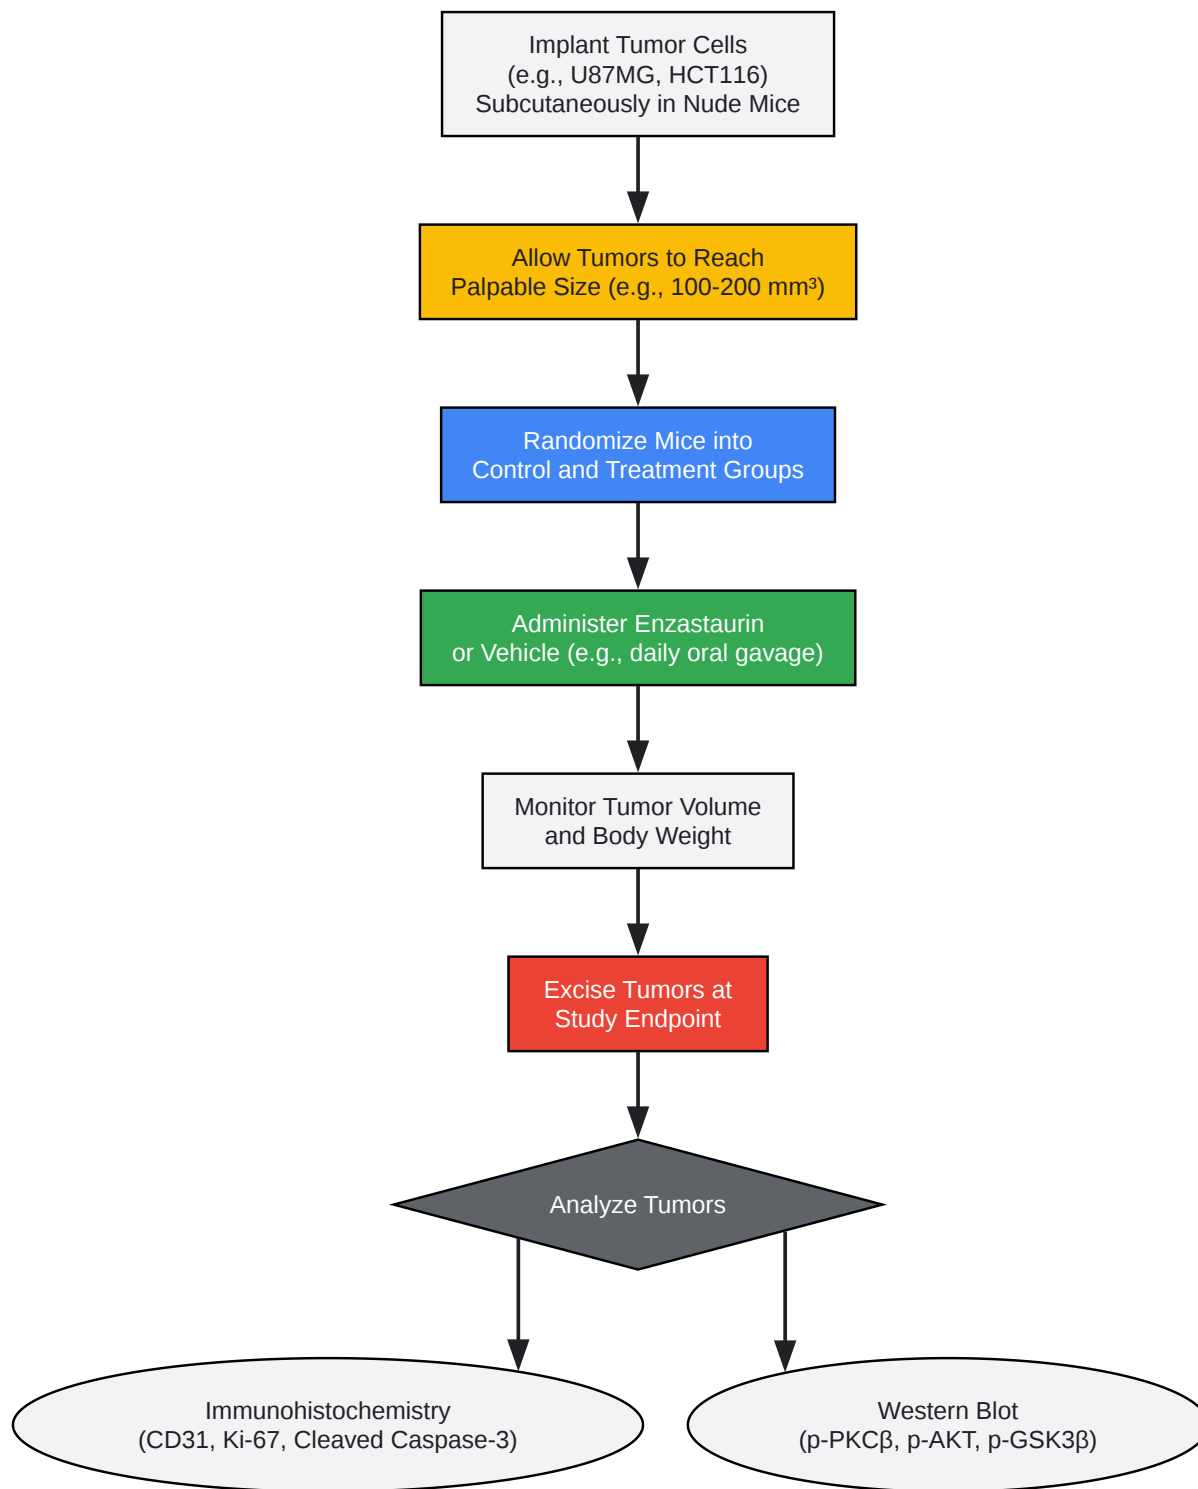 Implant Tumor Cells
(e.g., U87MG, HCT116)
Subcutaneously in Nude Mice
Allow Tumors to Reach
Palpable Size (e.g., 100-200 mm³)
Randomize Mice into
Control and Treatment Groups
Administer Enzastaurin
or Vehicle (e.g., daily oral gavage)
Monitor Tumor Volume
and Body Weight
Excise Tumors at
Study Endpoint
Analyze Tumors
Immunohistochemistry
(CD31, Ki-67, Cleaved Caspase-3)
Western Blot
(p-PKCβ, p-AKT, p-GSK3β)